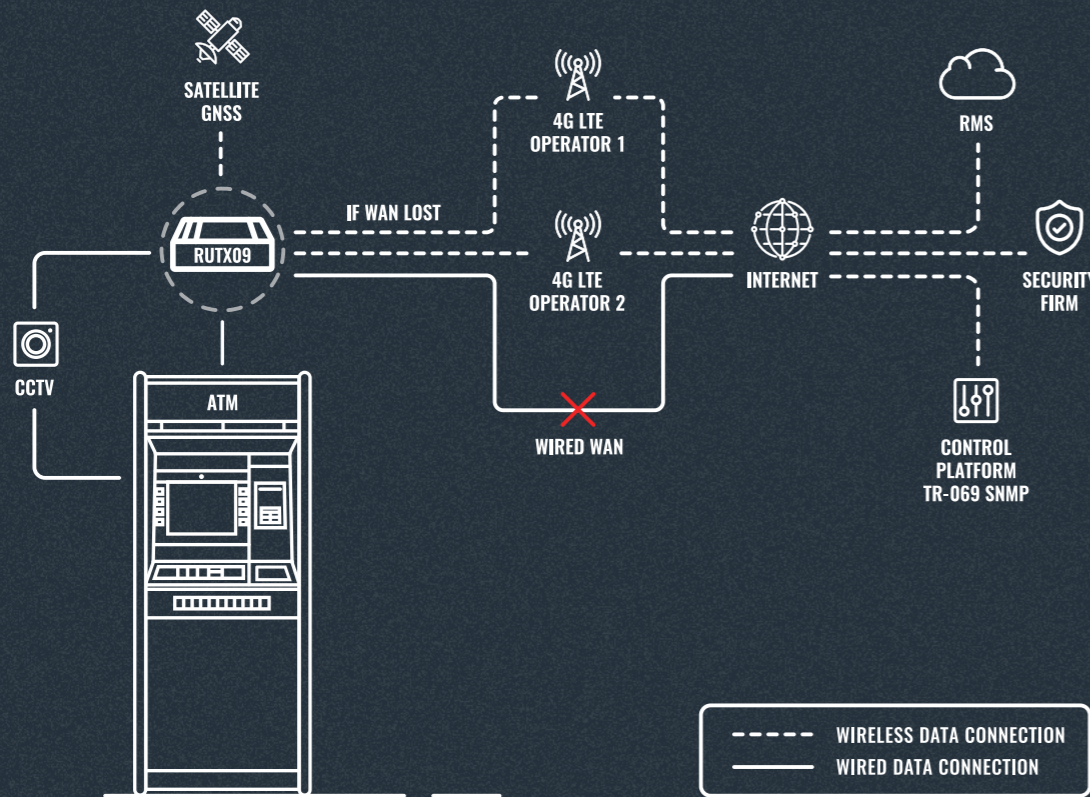 SATELLITE
GNSS
4G LTE
OPERATOR 1
RMS
IF WAN LOST
RUTX09
4G LTE
OPERATOR 2
INTERNET
SECURITY
FIRM
CCTV
ATM
WIRED WAN
CONTROL
PLATFORM
TR-069 SNMP
WIRELESS DATA CONNECTION
WIRED DATA CONNECTION